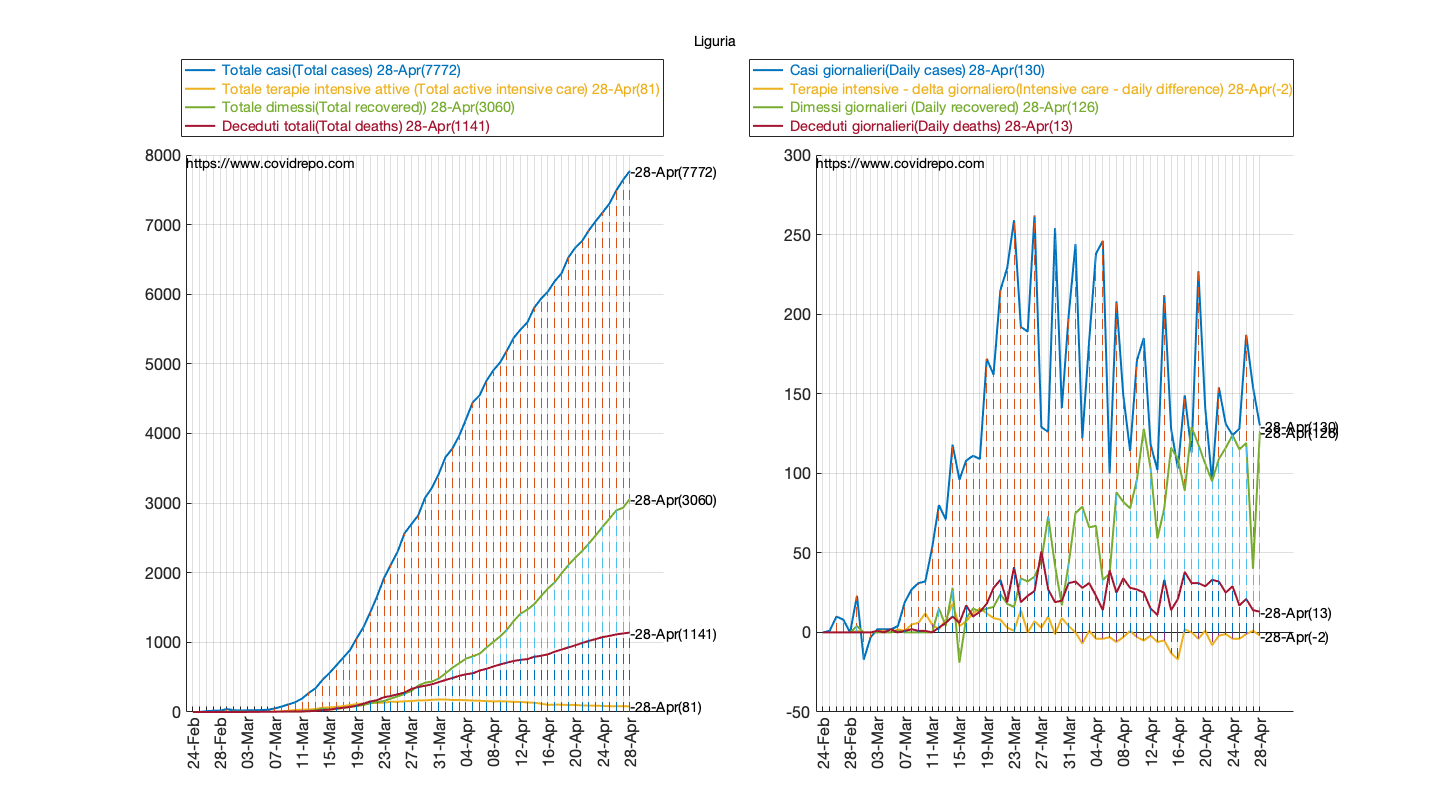 Liguria
Totale casi(Total cases) 28-Apr(7772)
Totale terapie intensive attive (Total active intensive care) 28-Apr(81)
Totale dimessi(Total recovered)) 28-Apr(3060)
Deceduti totali(Total deaths) 28-Apr(1141)
8000
7000
6000
5000
4000
3000
2000
1000
0
https://www.covidrepo.com
-28-Apr(7772)
-28-Apr(3060)
-28-Apr(1141)
-28-Apr(81)
24-Feb
28-Feb
03-Mar
07-Mar
11-Mar
15-Mar
19-Mar
23-Mar
27-Mar
31-Mar
04-Apr
08-Apr
12-Apr
16-Apr
20-Apr
24-Apr
28-Apr
Casi giornalieri(Daily cases) 28-Apr(130)
Terapie intensive - delta giornaliero(Intensive care - daily difference) 28-Apr(-2)
Dimessi giornalieri (Daily recovered) 28-Apr(126)
Deceduti giornalieri(Daily deaths) 28-Apr(13)
300
250
200
150
100
50
0
-50
https://www.covidrepo.com
-28-Apr(130)
-28-Apr(126)
-28-Apr(13)
-28-Apr(-2)
24-Feb
28-Feb
03-Mar
07-Mar
11-Mar
15-Mar
19-Mar
23-Mar
27-Mar
31-Mar
04-Apr
08-Apr
12-Apr
16-Apr
20-Apr
24-Apr
28-Apr